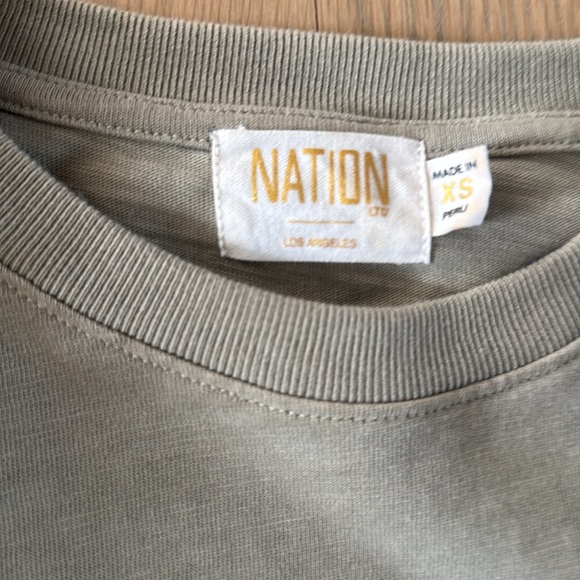 NATION
LTD
LOS ANGELES
MADE IN
XS
PERU